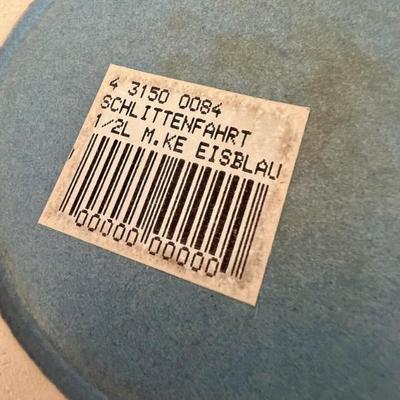 4 3150 0084
SCHLITTENFAHRT
1/2L M.KE EISBLAU
00000 00000